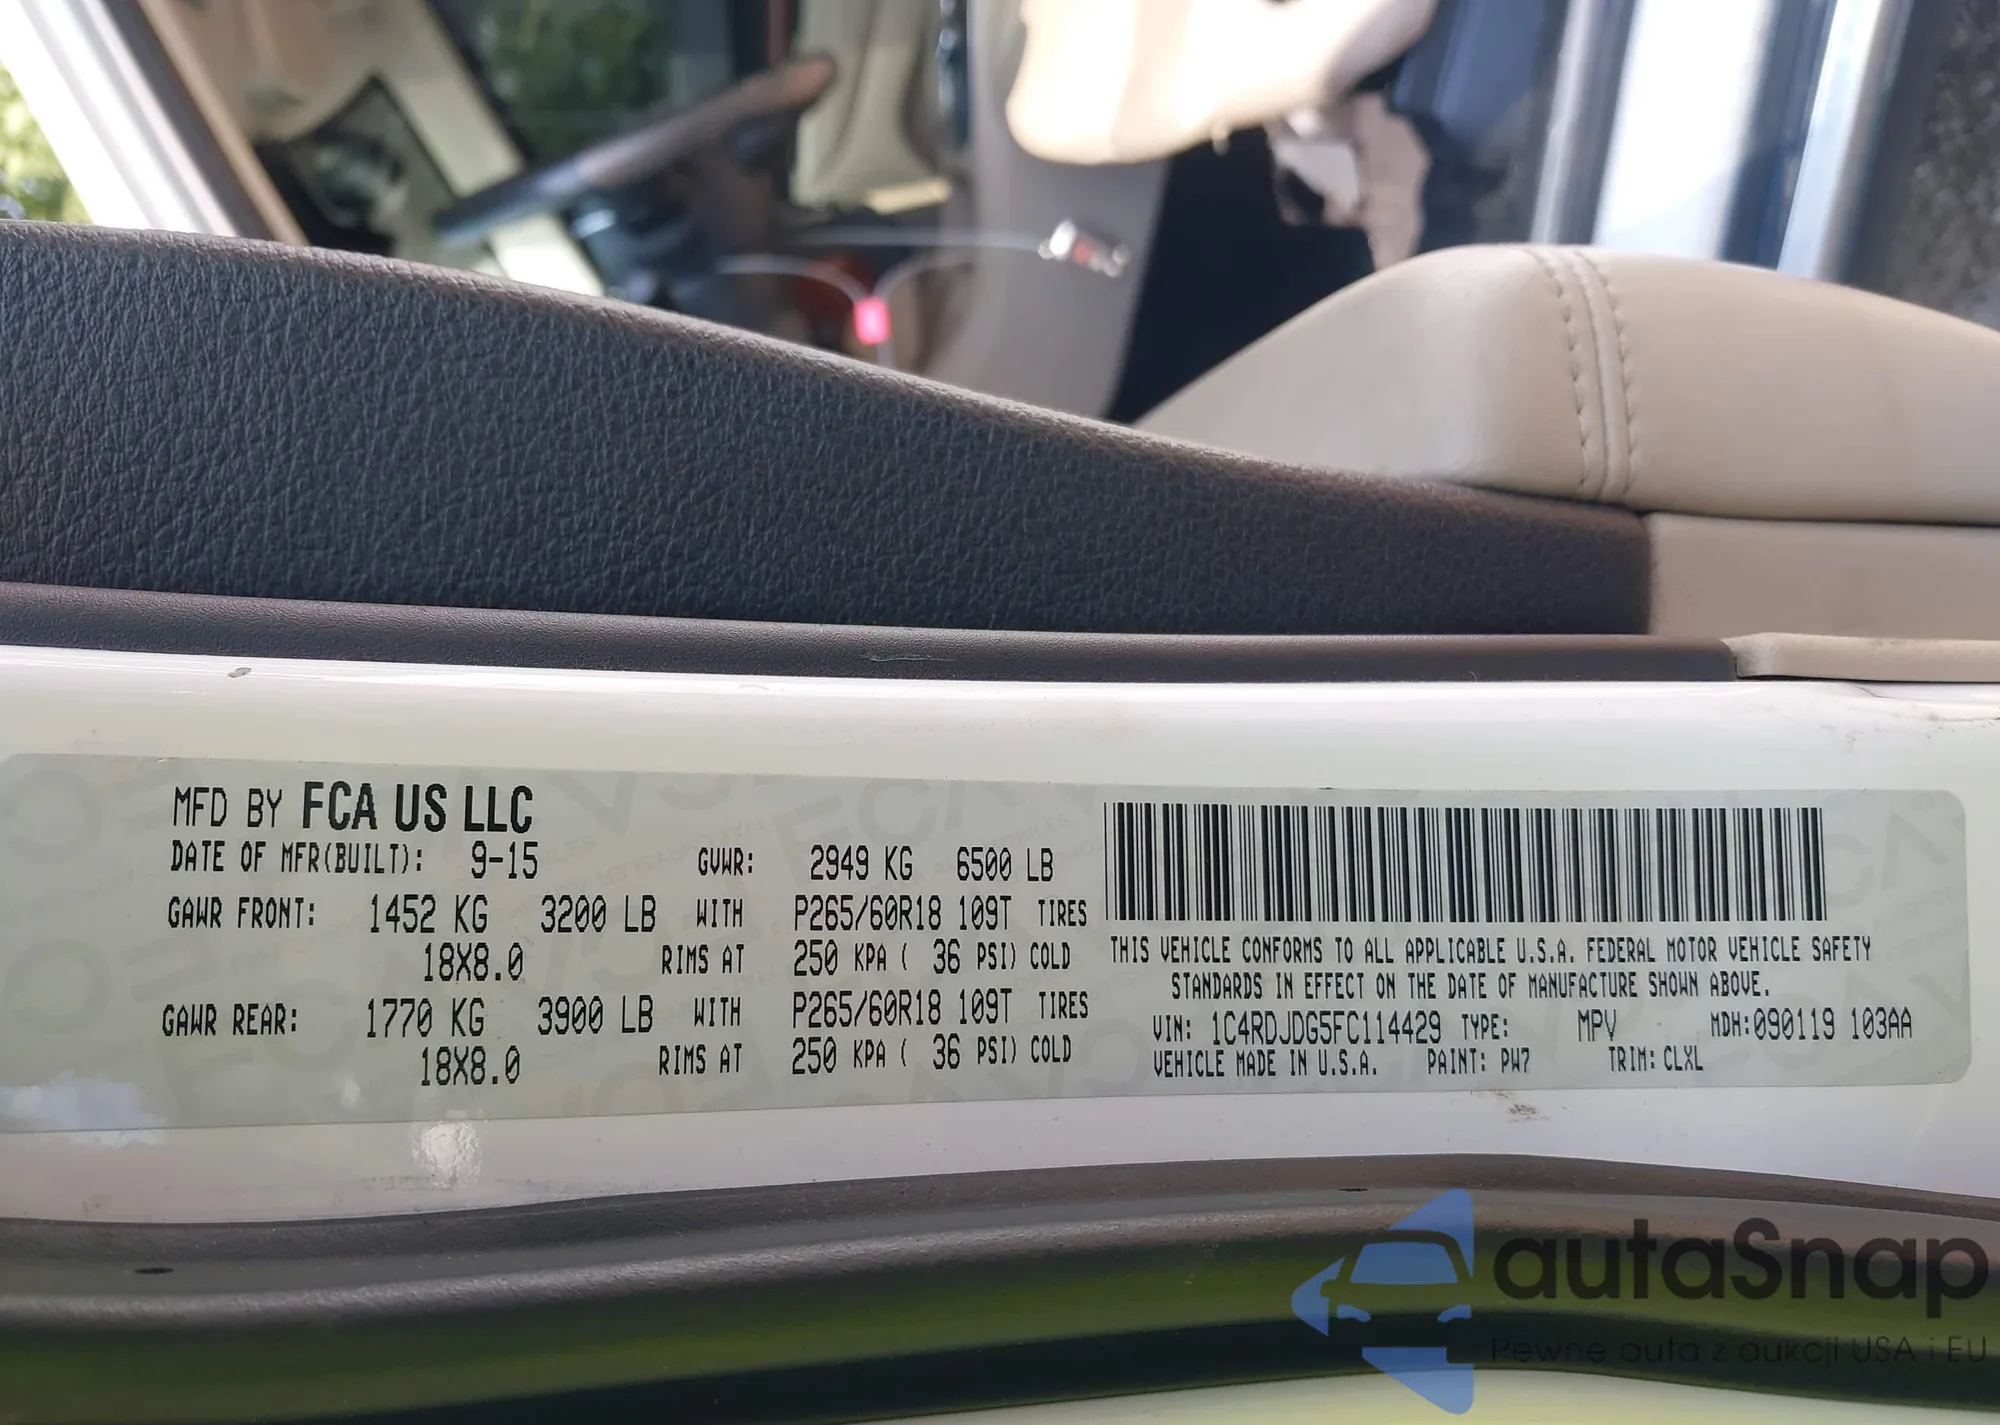 MFD BY FCA US LLC
DATE OF MFR(BUILT): 9-15 GVWR: 2949 KG 6500 LB
GAWR FRONT: 1452 KG 3200 LB WITH P265/60R18 109T TIRES
18X8.0 RIMS AT 250 KPA ( 36 PSI) COLD
GAWR REAR: 1770 KG 3900 LB WITH P265/60R18 109T TIRES
18X8.0 RIMS AT 250 KPA ( 36 PSI) COLD
THIS VEHICLE CONFORMS TO ALL APPLICABLE U.S.A. FEDERAL MOTOR VEHICLE SAFETY
STANDARDS IN EFFECT ON THE DATE OF MANUFACTURE SHOWN ABOVE.
VIN: 1C4RDJDG5FC114429 TYPE: MPV MDH:090119 103AA
VEHICLE MADE IN U.S.A. PAINT: PW7 TRIM: CLXL
autaSnap
Pewne auta z aukcji USA i EU